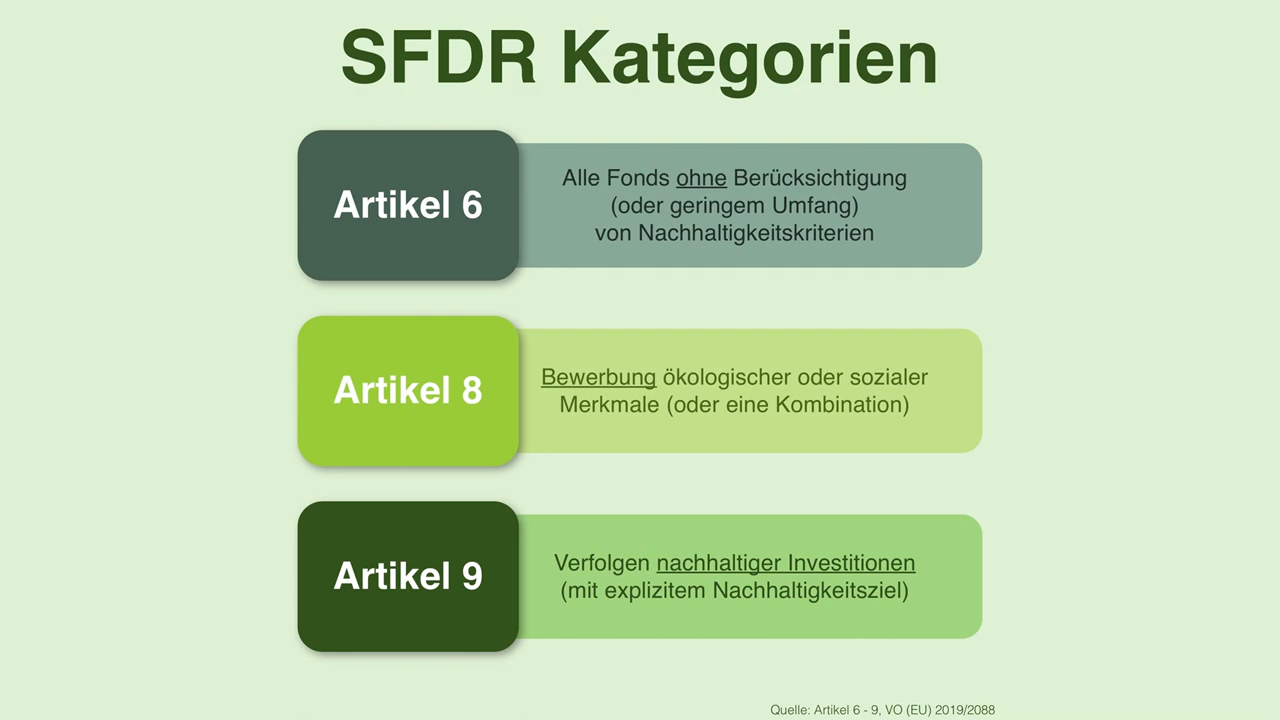 SFDR Kategorien
Artikel 6
Alle Fonds ohne Berücksichtigung
(oder geringem Umfang)
von Nachhaltigkeitskriterien
Artikel 8
Bewerbung ökologischer oder sozialer
Merkmale (oder eine Kombination)
Artikel 9
Verfolgen nachhaltiger Investitionen
(mit explizitem Nachhaltigkeitsziel)
Quelle: Artikel 6 - 9, VO (EU) 2019/2088